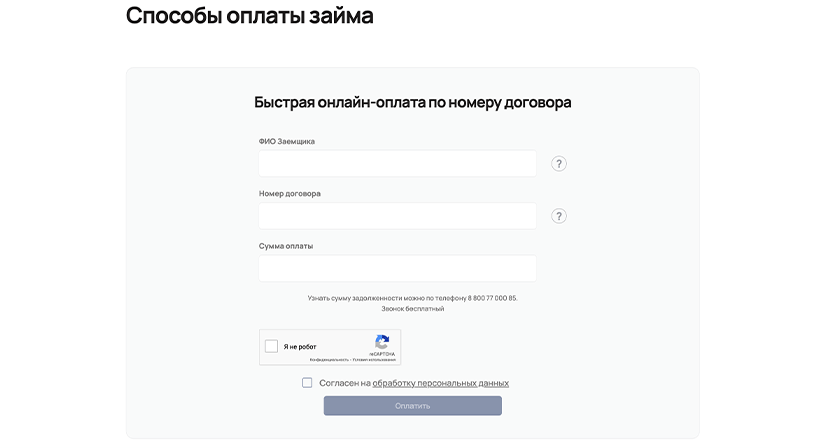 Способы оплаты займа
Быстрая онлайн-оплата по номеру договора
ФИО Заемщика
?
Номер договора
?
Сумма оплаты
Узнать сумму задолженности можно по телефону 8 800 77 000 85.
Звонок бесплатный
Я не робот
reCAPTCHA
Конфиденциальность - Условия использования
Согласен на обработку персональных данных
Оплатить